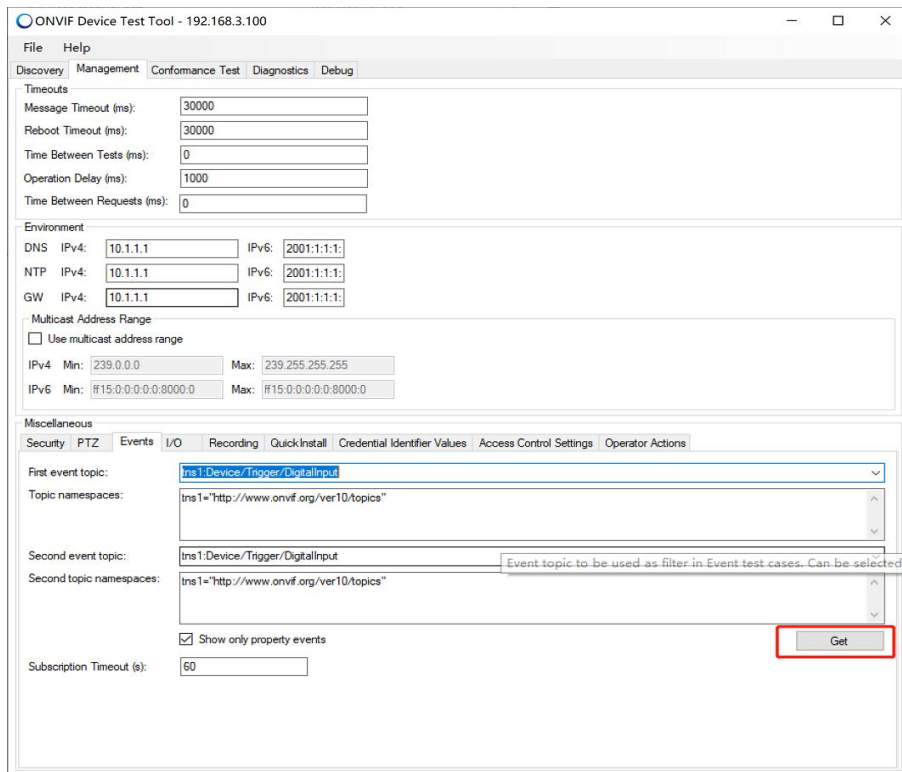 ONVIF Device Test Tool - 192.168.3.100
File Help
Discovery Management Conformance Test Diagnostics Debug
Timeouts
Message Timeout (ms): 30000
Reboot Timeout (ms): 30000
Time Between Tests (ms): 0
Operation Delay (ms): 1000
Time Between Requests (ms): 0
Environment
DNS IPv4: 10.1.1.1 IPv6: 2001:1:1:1:
NTP IPv4: 10.1.1.1 IPv6: 2001:1:1:1:
GW IPv4: 10.1.1.1 IPv6: 2001:1:1:1:
Multicast Address Range
Use multicast address range
IPv4 Min: 239.0.0.0 Max: 239.255.255.255
IPv6 Min: ff15:0:0:0:0:0:8000:0 Max: ff15:0:0:0:0:0:8000:0
Miscellaneous
Security PTZ Events I/O Recording QuickInstall Credential Identifier Values Access Control Settings Operator Actions
First event topic: tns1:Device/Trigger/DigitalInput
Topic namespaces: tns1="http://www.onvif.org/ver10/topics"
Second event topic: tns1:Device/Trigger/DigitalInput
Event topic to be used as filter in Event test cases. Can be selected
Second topic namespaces: tns1="http://www.onvif.org/ver10/topics"
Show only property events
Get
Subscription Timeout (s): 60